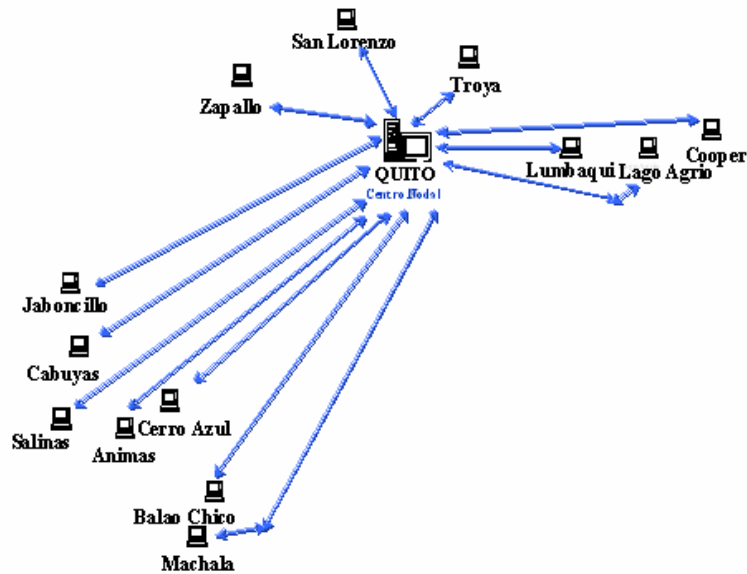 San Lorenzo
Troya
Zapallo
Cooper
Lumbaqui
Lago Agrio
QUITO
Centro Nodal
Jaboncillo
Cabuyas
Cerro Azul
Salinas
Animas
Balao Chico
Machala